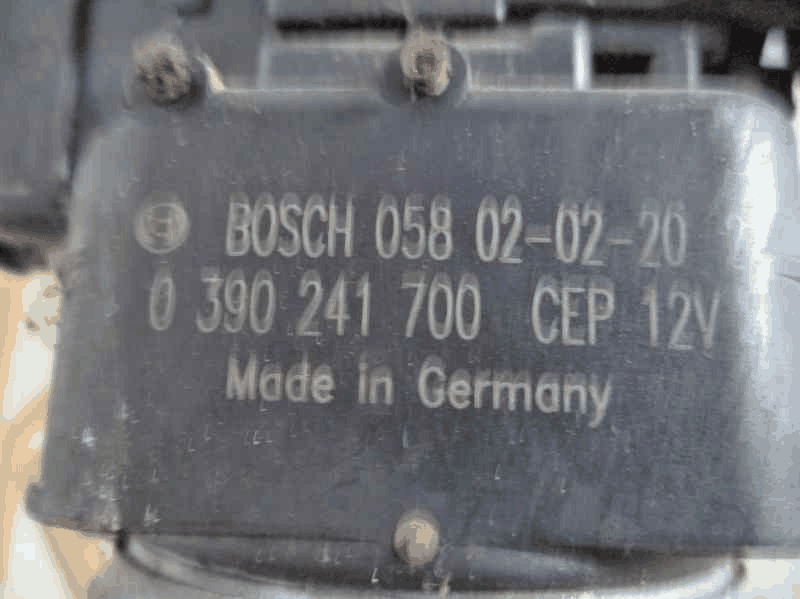 BOSCH 058 02-02-20
0 390 241 700 CEP 12V
Made in Germany